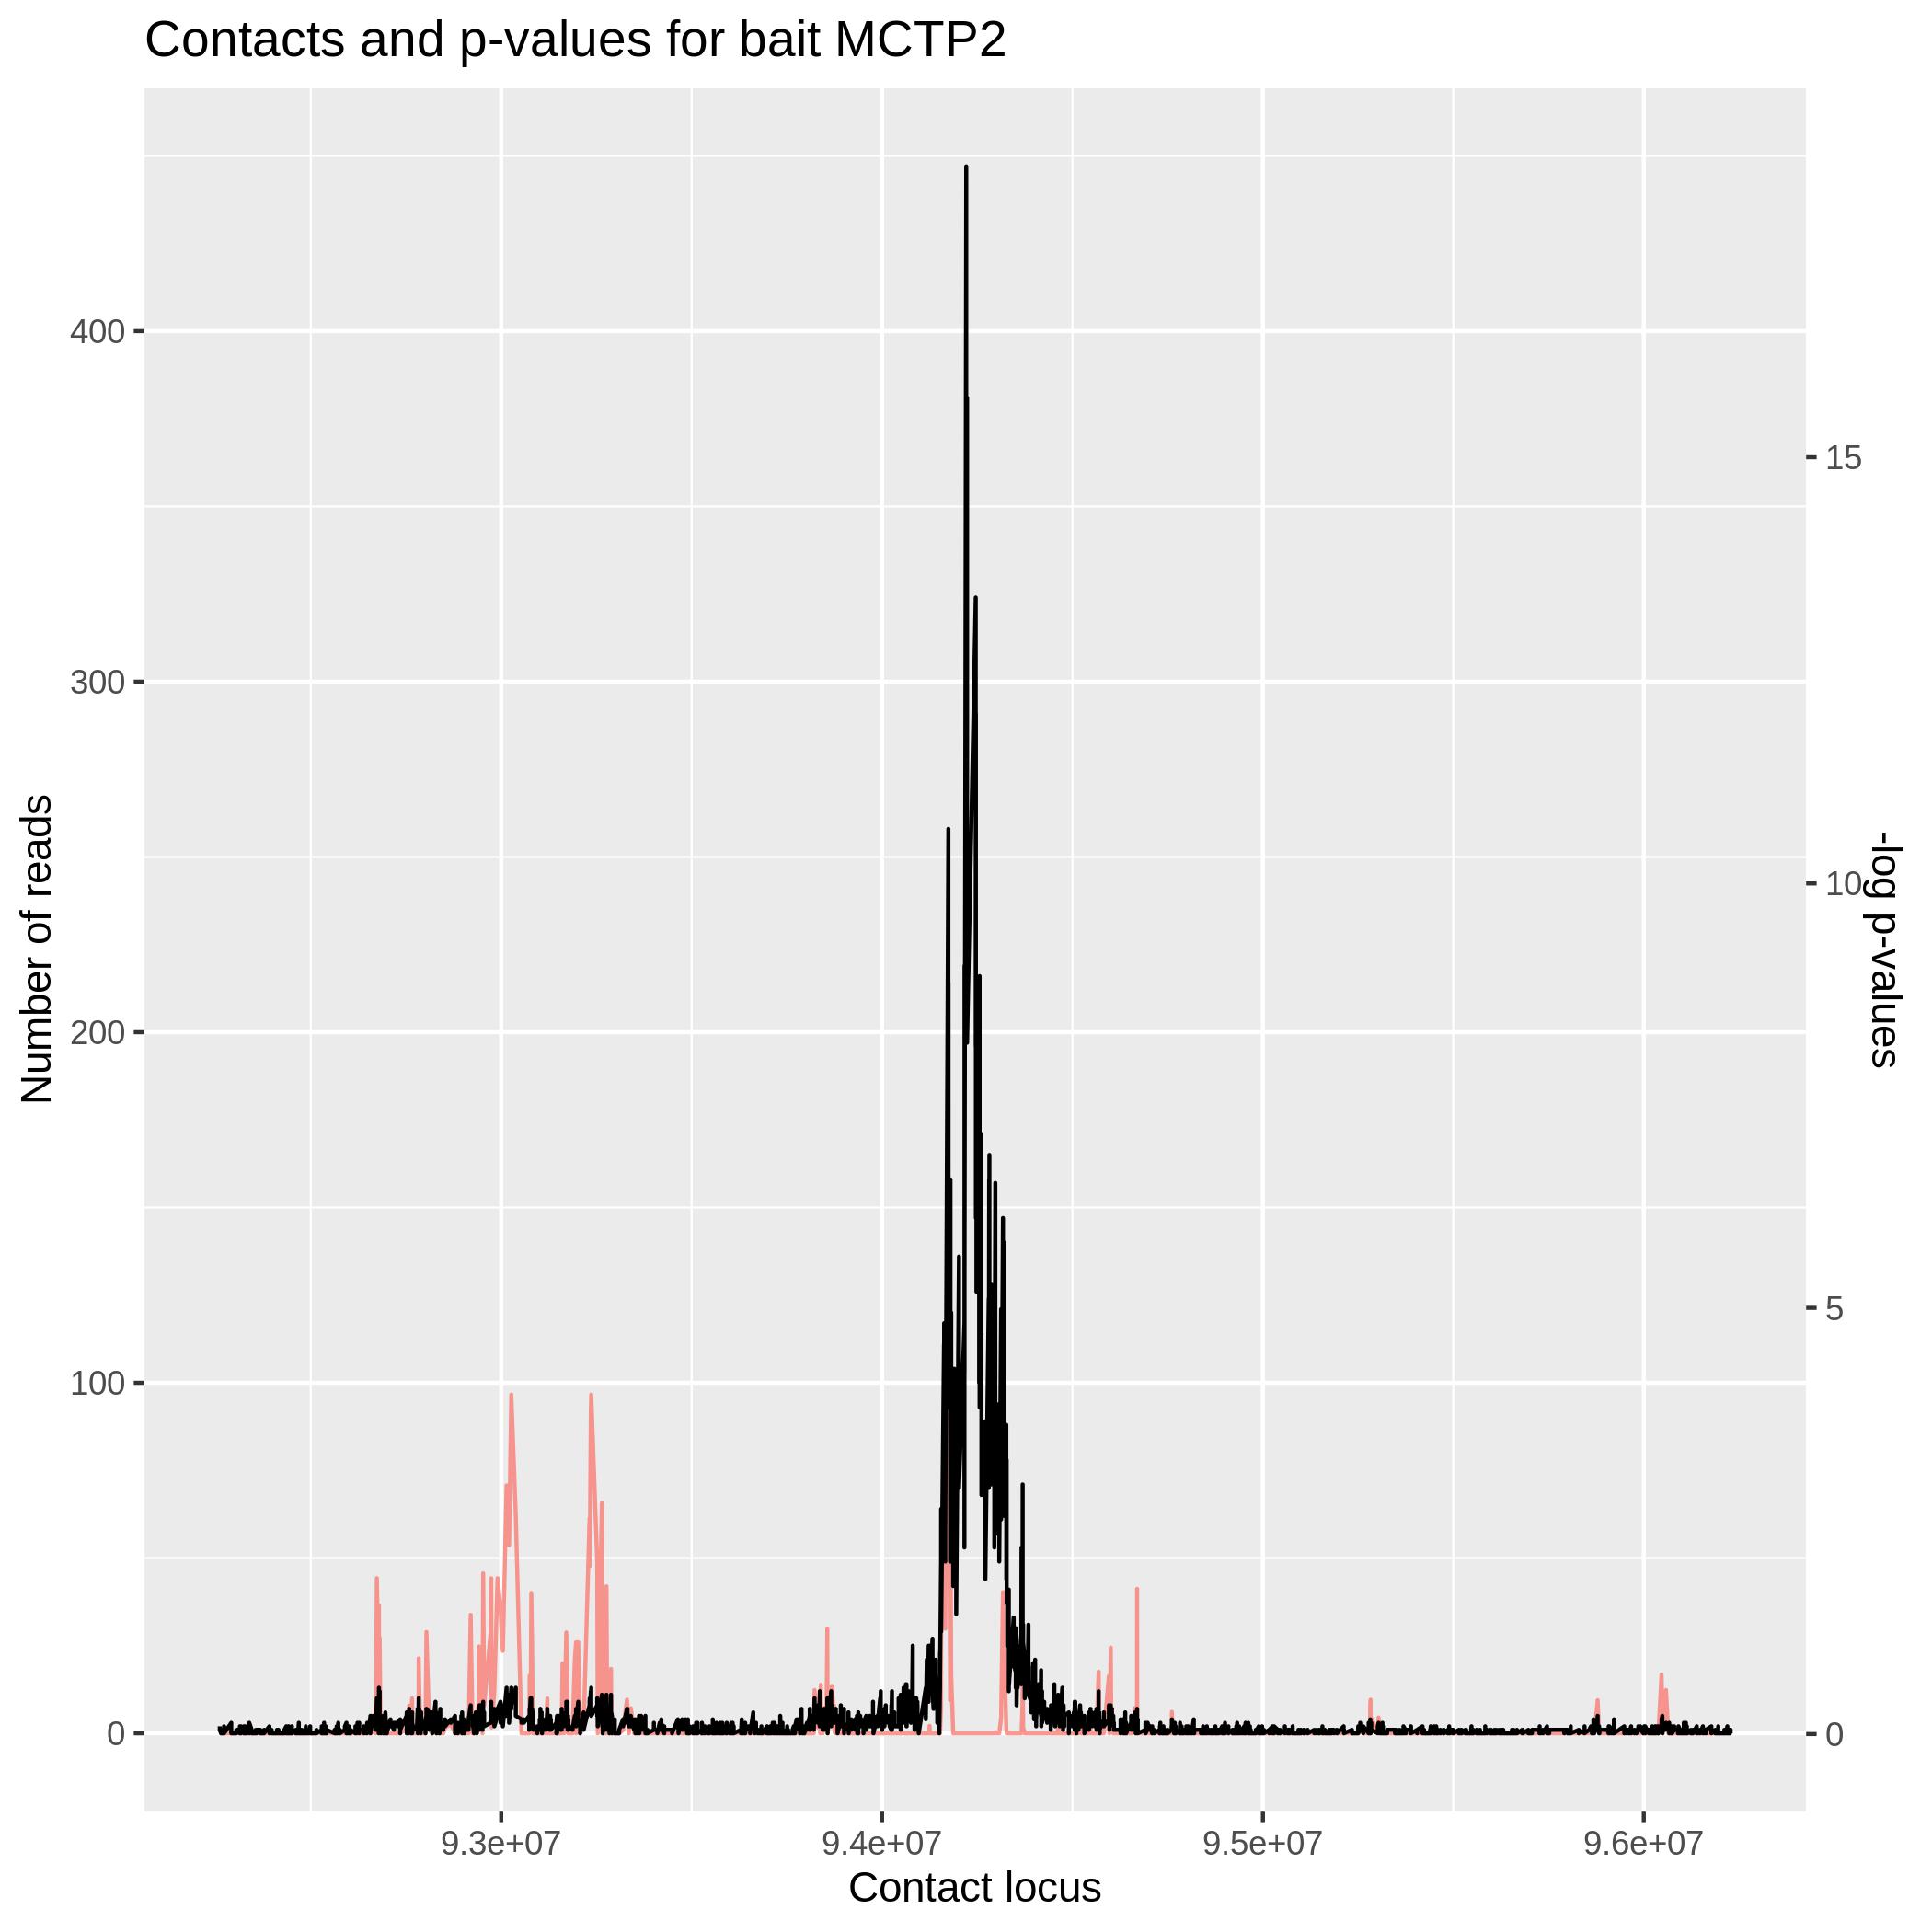 Contacts and p-values for bait MCTP2
400
300
200
100
0
Number of reads
15
10
5
0
-log p-values
9.3e+07
9.4e+07
9.5e+07
9.6e+07
Contact locus